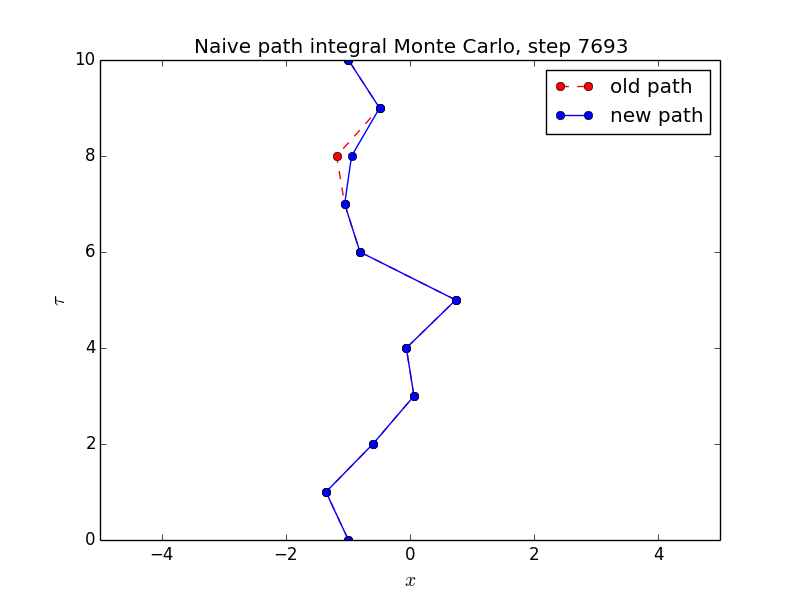 Naive path integral Monte Carlo, step 7693
old path
new path
10
8
6
4
2
0
τ
−4
−2
0
2
4
x